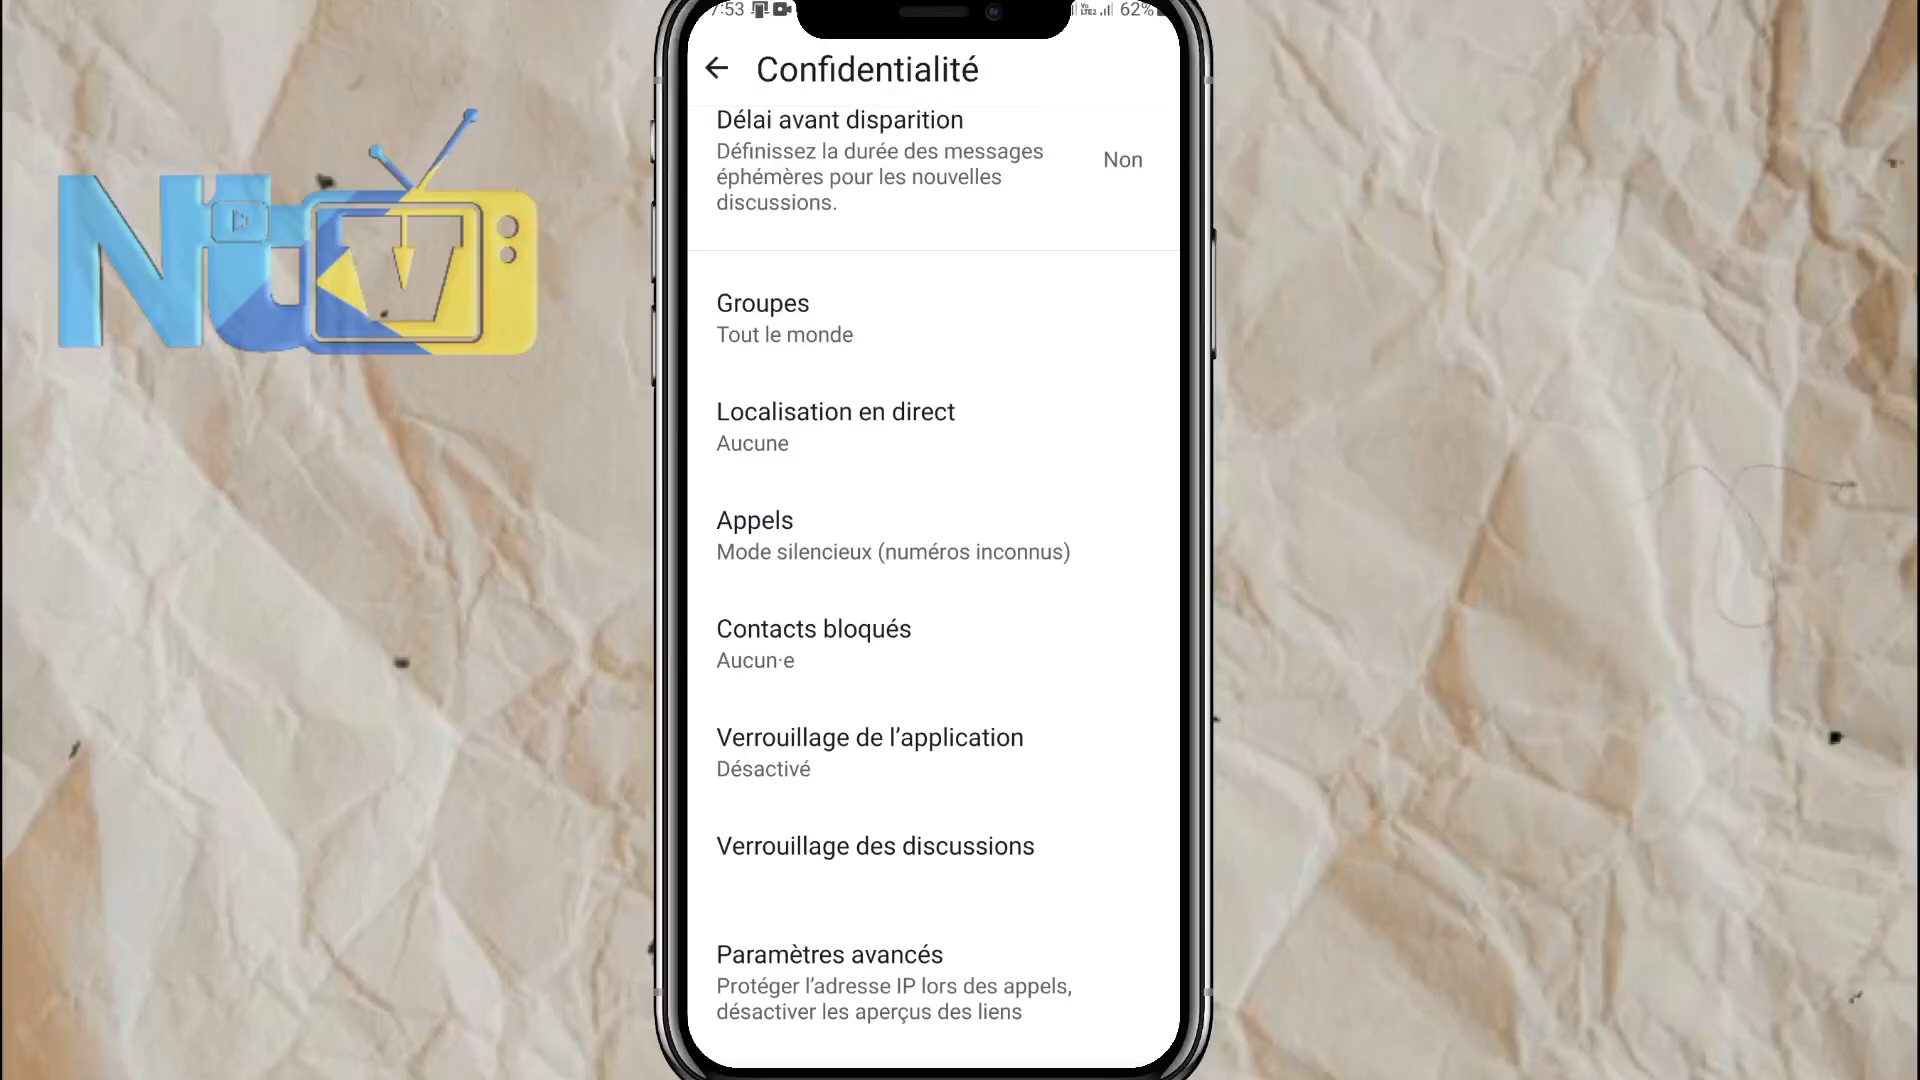 7:53
62%
Confidentialité
Délai avant disparition
Définissez la durée des messages
éphémères pour les nouvelles
discussions.
Non
Groupes
Tout le monde
Localisation en direct
Aucune
Appels
Mode silencieux (numéros inconnus)
Contacts bloqués
Aucun·e
Verrouillage de l’application
Désactivé
Verrouillage des discussions
Paramètres avancés
Protéger l’adresse IP lors des appels,
désactiver les aperçus des liens